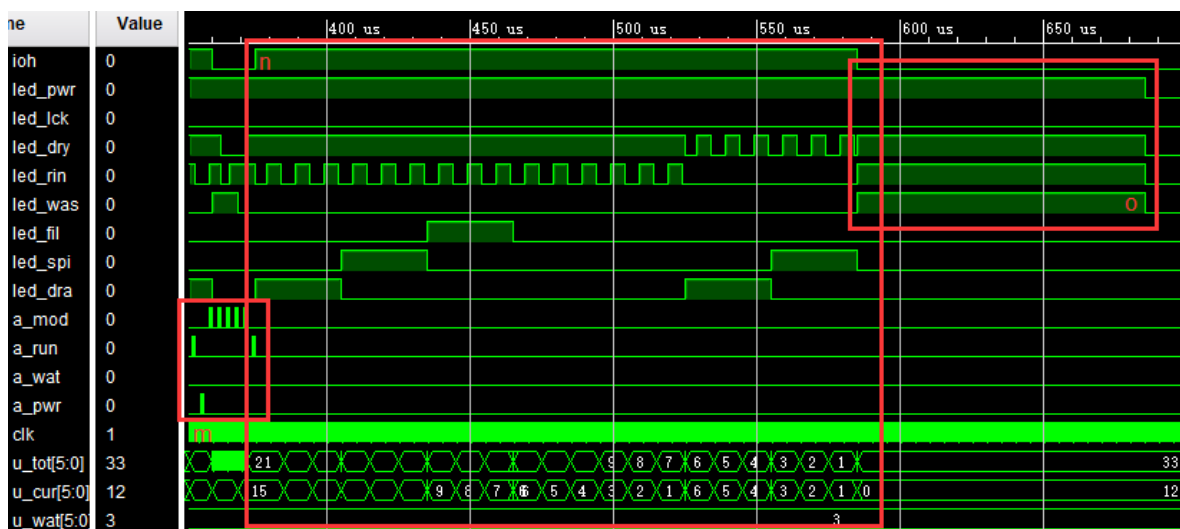 ne Value 400 us 450 us 500 us 550 us 600 us 650 us
ioh 0 n
led_pwr 0
led_lck 0
led_dry 0
led_rin 0
led_was 0 o
led_fil 0
led_spi 0
led_dra 0
a_mod 0
a_run 0
a_wat 0
a_pwr 0
clk 1 m
u_tot[5:0] 33 21 9 8 7 6 5 4 3 2 1 33
u_cur[5:0] 12 15 9 8 7 6 5 4 3 2 1 6 5 4 3 2 1 0 12
u_wat[5:0] 3 3